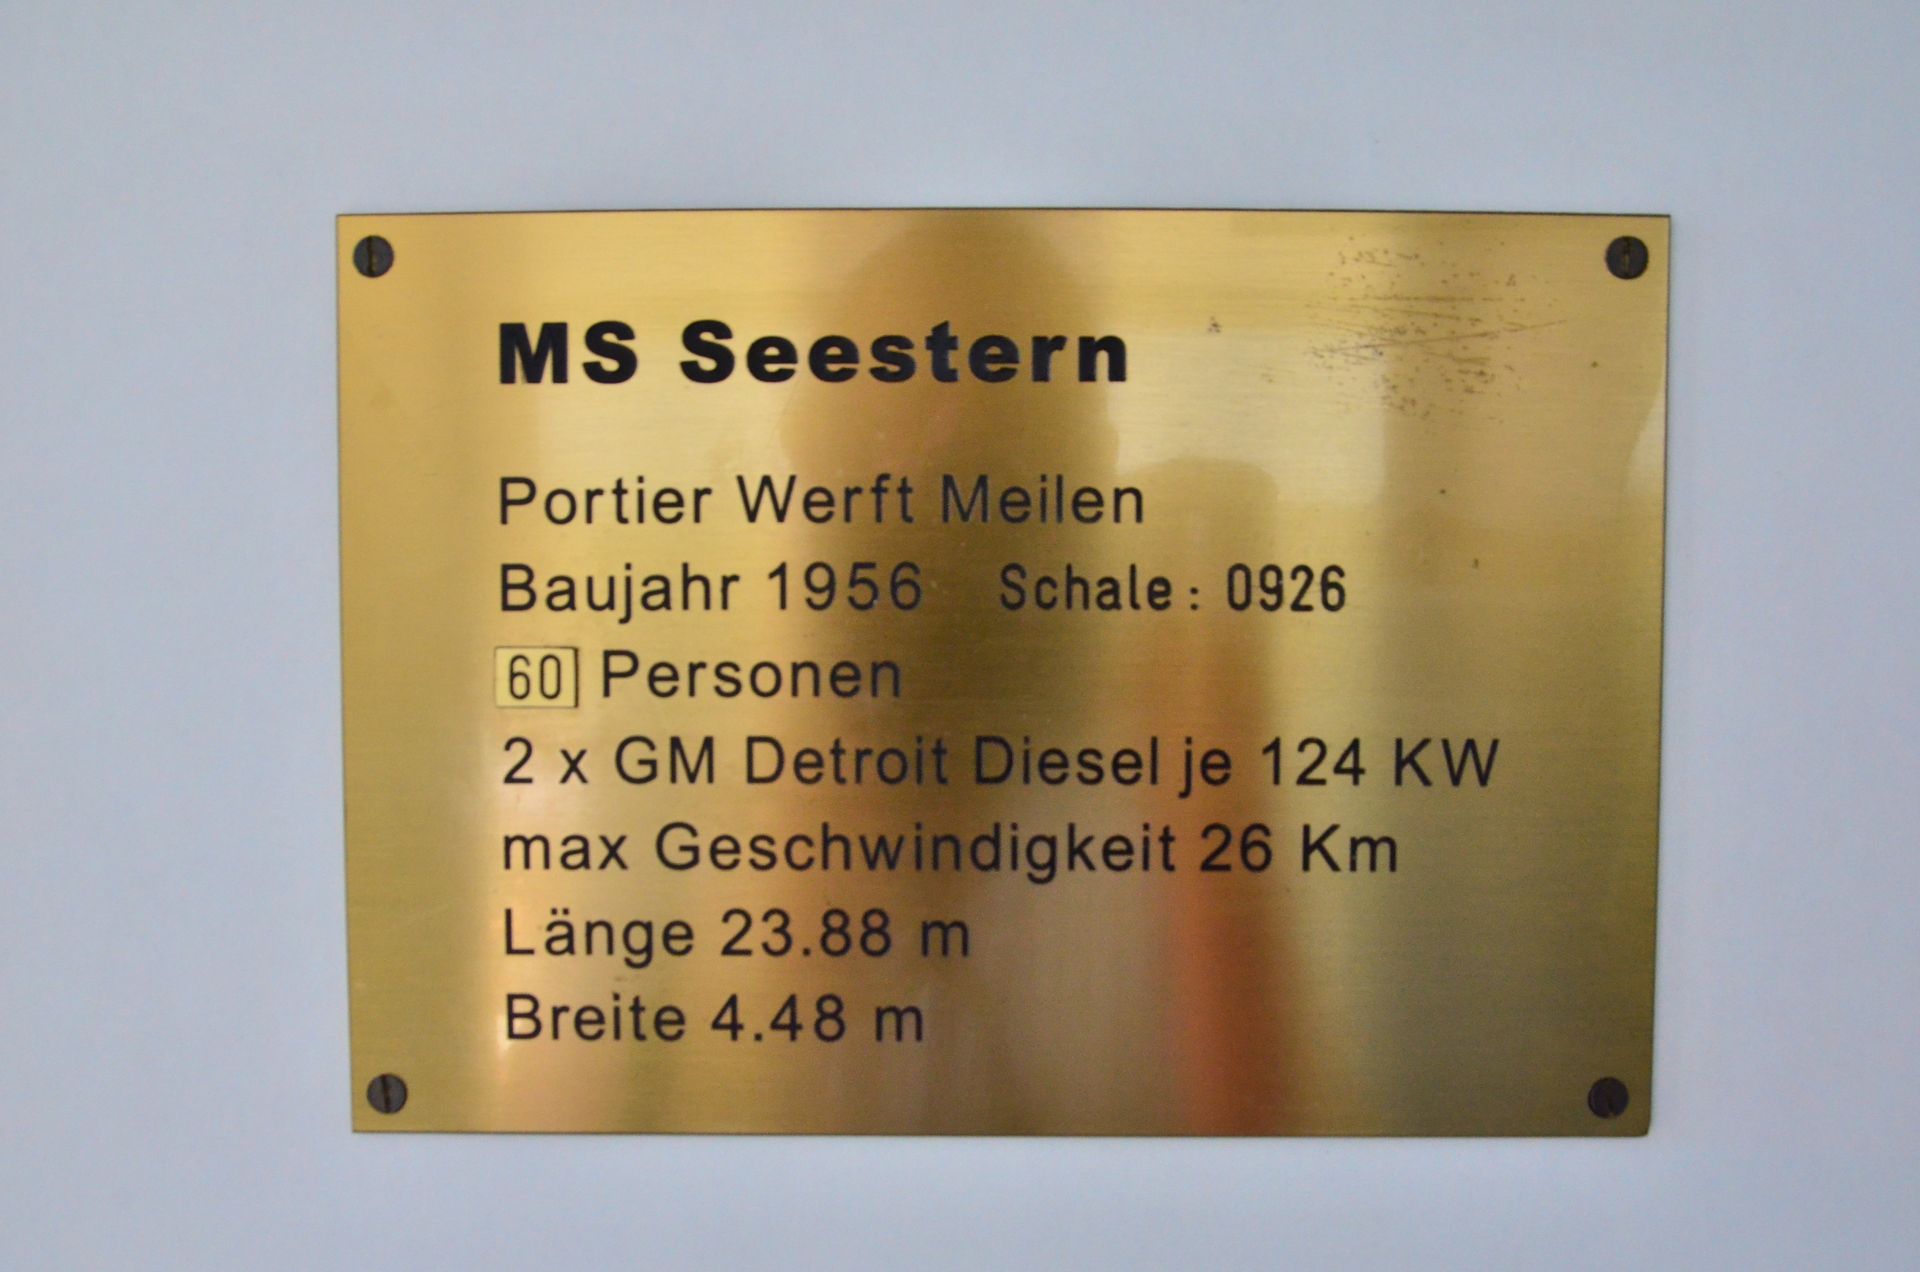 MS Seestern
Portier Werft Meilen
Baujahr 1956 Schale: 0926
60 Personen
2 x GM Detroit Diesel je 124 KW
max Geschwindigkeit 26 Km
Länge 23.88 m
Breite 4.48 m